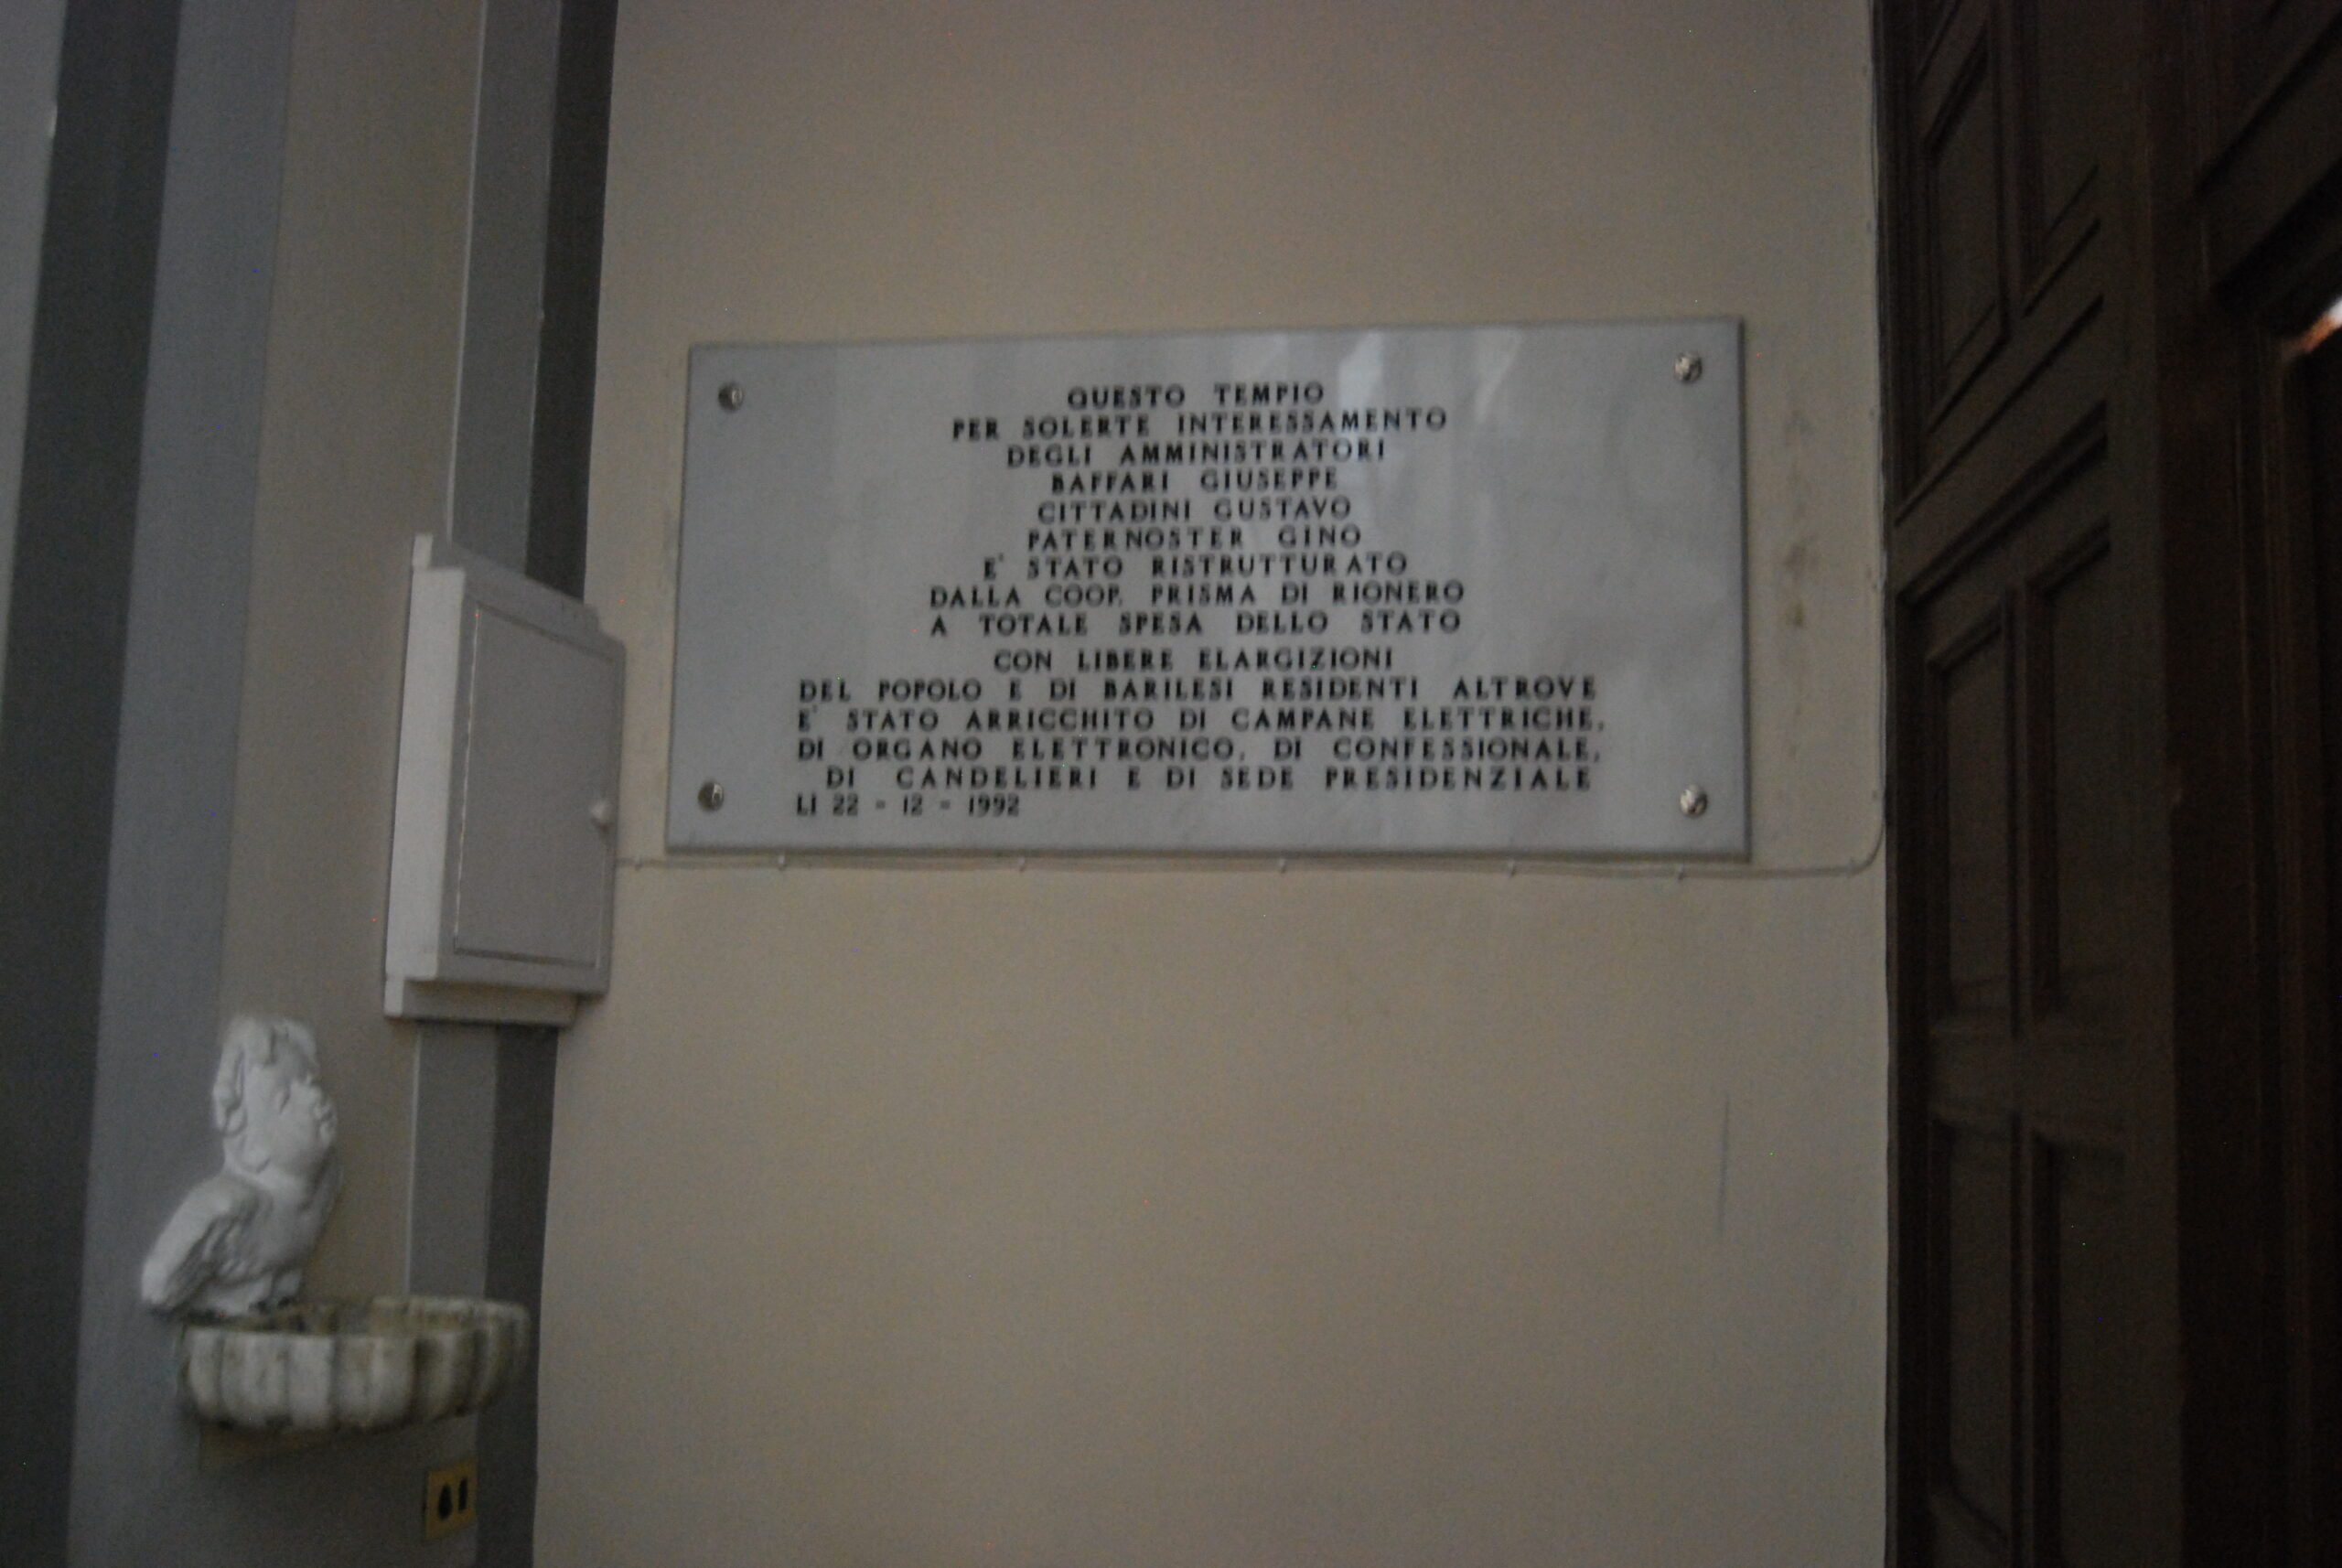 QUESTO TEMPIO
PER SOLERTE INTERESSAMENTO
DEGLI AMMINISTRATORI
BAFFARI GIUSEPPE
CITTADINI GUSTAVO
PATERNOSTER GINO
E' STATO RISTRUTTURATO
DALLA COOP. PRISMA DI RIONERO
A TOTALE SPESA DELLO STATO
CON LIBERE ELARGIZIONI
DEL POPOLO E DI BARILESI RESIDENTI ALTROVE
E' STATO ARRICCHITO DI CAMPANE ELETTRICHE,
DI ORGANO ELETTRONICO, DI CONFESSIONALE,
DI CANDELIERI E DI SEDE PRESIDENZIALE
LI 22 - 12 - 1992